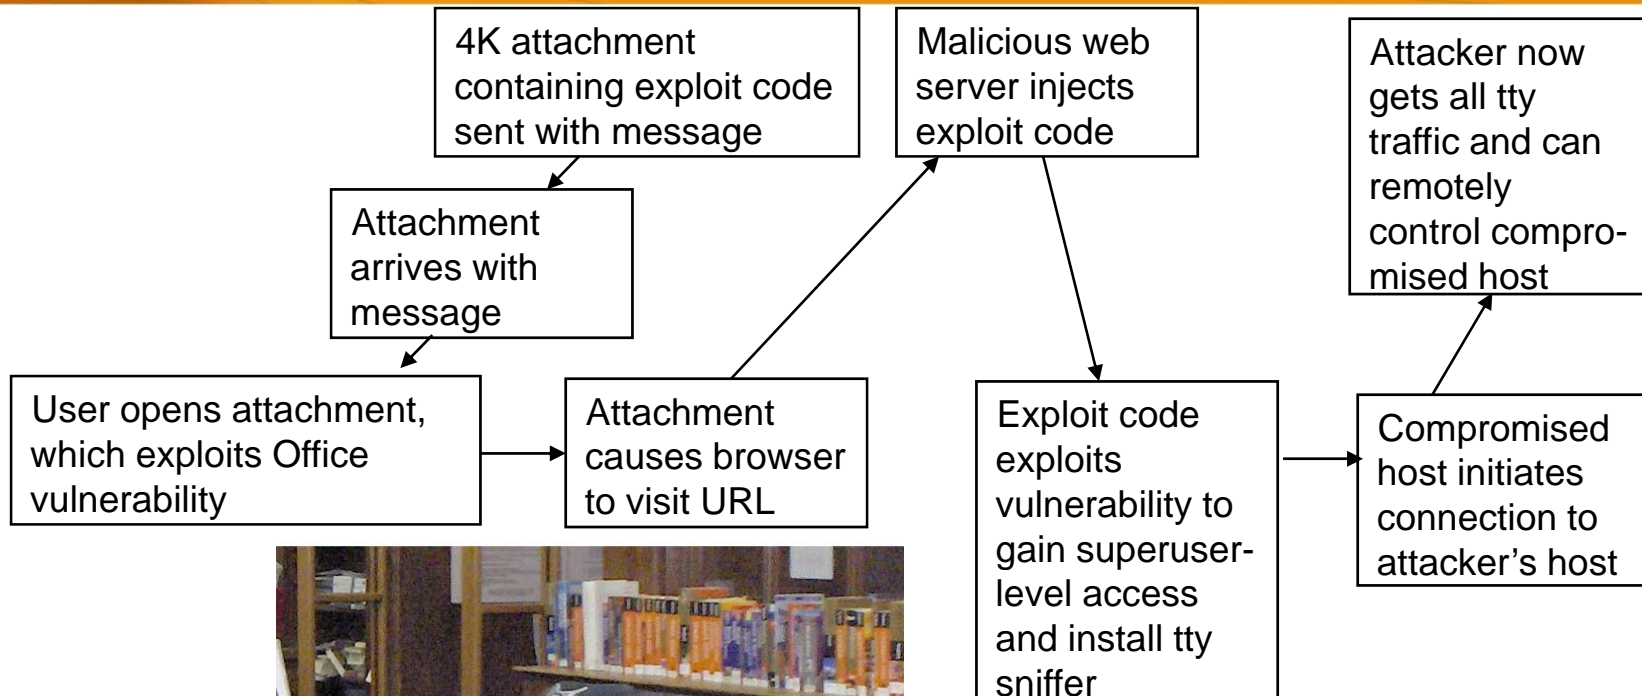 4K attachment
containing exploit code
sent with message
Attachment
arrives with
message
User opens attachment,
which exploits Office
vulnerability
Attachment
causes browser
to visit URL
Malicious web
server injects
exploit code
Exploit code
exploits
vulnerability to
gain superuser-
level access
and install tty
sniffer
Compromised
host initiates
connection to
attacker’s host
Attacker now
gets all tty
traffic and can
remotely
control compro-
mised host